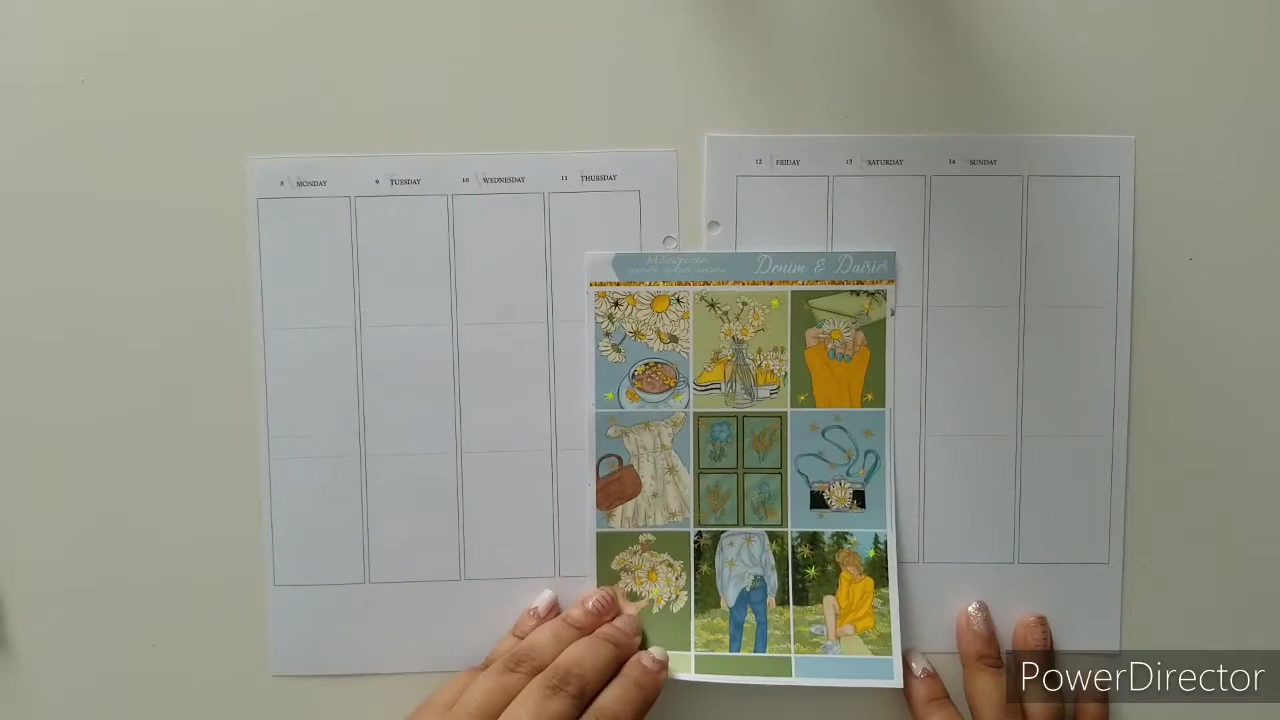 8 MONDAY
9 TUESDAY
10 WEDNESDAY
11 THURSDAY
12 FRIDAY
13 SATURDAY
14 SUNDAY
Denim & Daisies
PowerDirector